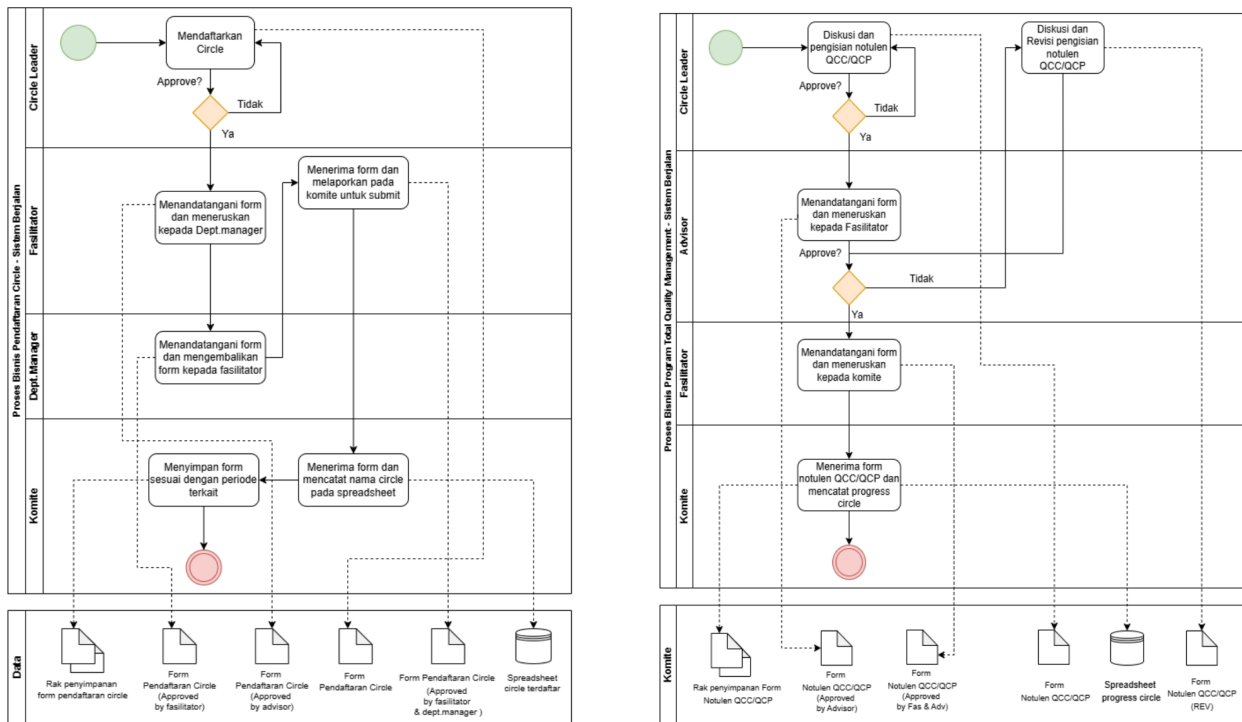 Proses Bisnis Pendaftaran Circle - Sistem Berjalan
Circle Leader
Mendaftarkan
Circle
Approve?
Tidak
Ya
Fasilitator
Menandatangani form
dan meneruskan
kepada Dept.manager
Menerima form dan
melaporkan pada
komite untuk submit
Dept.Manager
Menandatangani form
dan mengembalikan
form kepada fasilitator
Komite
Menyimpan form
sesuai dengan periode
terkait
Menerima form dan
mencatat nama circle
pada spreadsheet
Data
Rak penyimpanan
form pendaftaran circle
Form
Pendaftaran Circle
(Approved
by fasilitator)
Form
Pendaftaran Circle
(Approved
by advisor)
Form
Pendaftaran Circle
Form Pendaftaran Circle
(Approved
by fasilitator
& dept.manager )
Spreadsheet
circle terdaftar
Proses Bisnis Program Total Quality Management - Sistem Berjalan
Circle Leader
Diskusi dan
pengisian notulen
QCC/QCP
Approve?
Tidak
Ya
Diskusi dan
Revisi pengisian
notulen
QCC/QCP
Advisor
Menandatangani form
dan meneruskan
kepada Fasilitator
Approve?
Tidak
Ya
Fasilitator
Menandatangani form
dan meneruskan
kepada komite
Komite
Menerima form
notulen QCC/QCP dan
mencatat progress
circle
Komite
Rak penyimpanan Form
Notulen QCC/QCP
Form
Notulen QCC/QCP
(Approved
by Advisor)
Form
Notulen QCC/QCP
(Approved
by Fas & Adv)
Form
Notulen QCC/QCP
Spreadsheet
progress circle
Form
Notulen QCC/QCP
(REV)